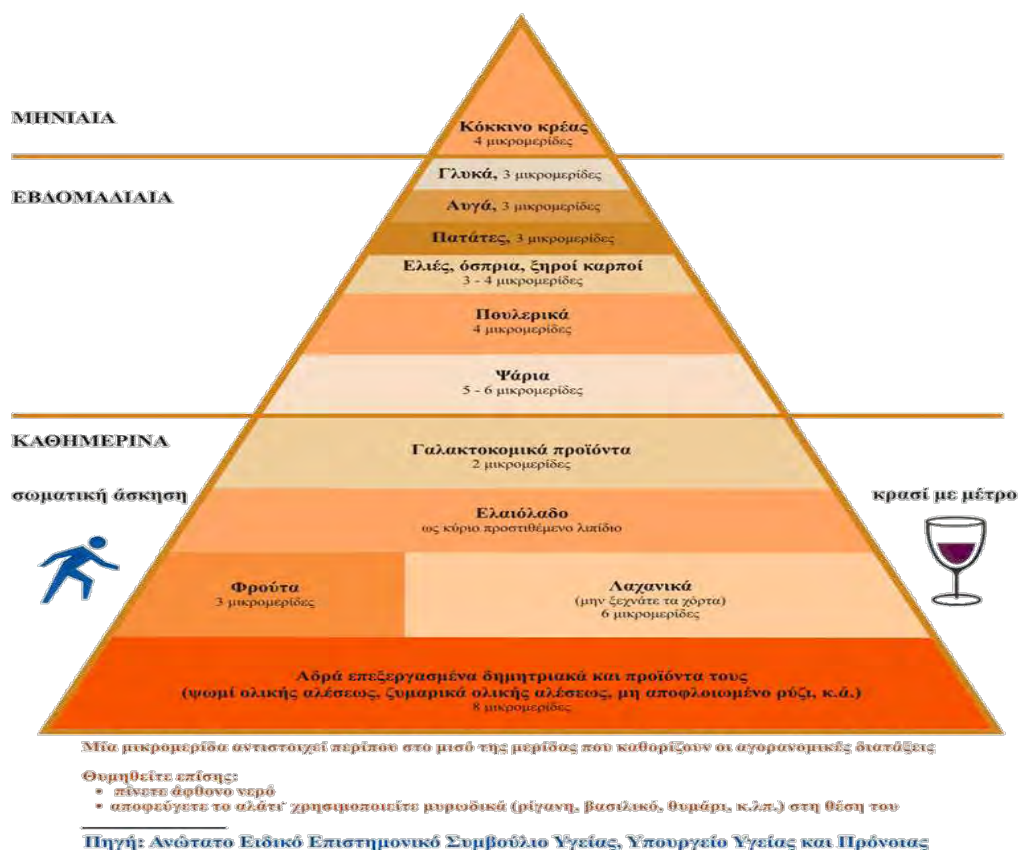 ΜΗΝΙΑΙΑ
Κόκκινο κρέας
4 μικρομερίδες
ΕΒΔΟΜΑΔΙΑΙΑ
Γλυκά, 3 μικρομερίδες
Αυγά, 3 μικρομερίδες
Πατάτες, 3 μικρομερίδες
Ελιές, όσπρια, ξηροί καρποί
3 - 4 μικρομερίδες
Πουλερικά
4 μικρομερίδες
Ψάρια
5 - 6 μικρομερίδες
ΚΑΘΗΜΕΡΙΝΑ
Γαλακτοκομικά προϊόντα
2 μικρομερίδες
σωματική άσκηση
κρασί με μέτρο
Ελαιόλαδο
ως κύριο προστιθέμενο λιπίδιο
Φρούτα
3 μικρομερίδες
Λαχανικά
(μην ξεχνάτε τα χόρτα)
6 μικρομερίδες
Αδρά επεξεργασμένα δημητριακά και προϊόντα τους
(ψωμί ολικής αλέσεως, ζυμαρικά ολικής αλέσεως, μη αποφλοιωμένο ρύζι, κ.ά.)
8 μικρομερίδες
Μία μικρομερίδα αντιστοιχεί περίπου στο μισό της μερίδας που καθορίζουν οι αγορανομικές διατάξεις
Θυμηθείτε επίσης:
• πίνετε άφθονο νερό
• αποφεύγετε το αλάτι· χρησιμοποιείτε μυρωδικά (ρίγανη, βασιλικό, θυμάρι, κ.λπ.) στη θέση του
Πηγή: Ανώτατο Ειδικό Επιστημονικό Συμβούλιο Υγείας, Υπουργείο Υγείας και Πρόνοιας